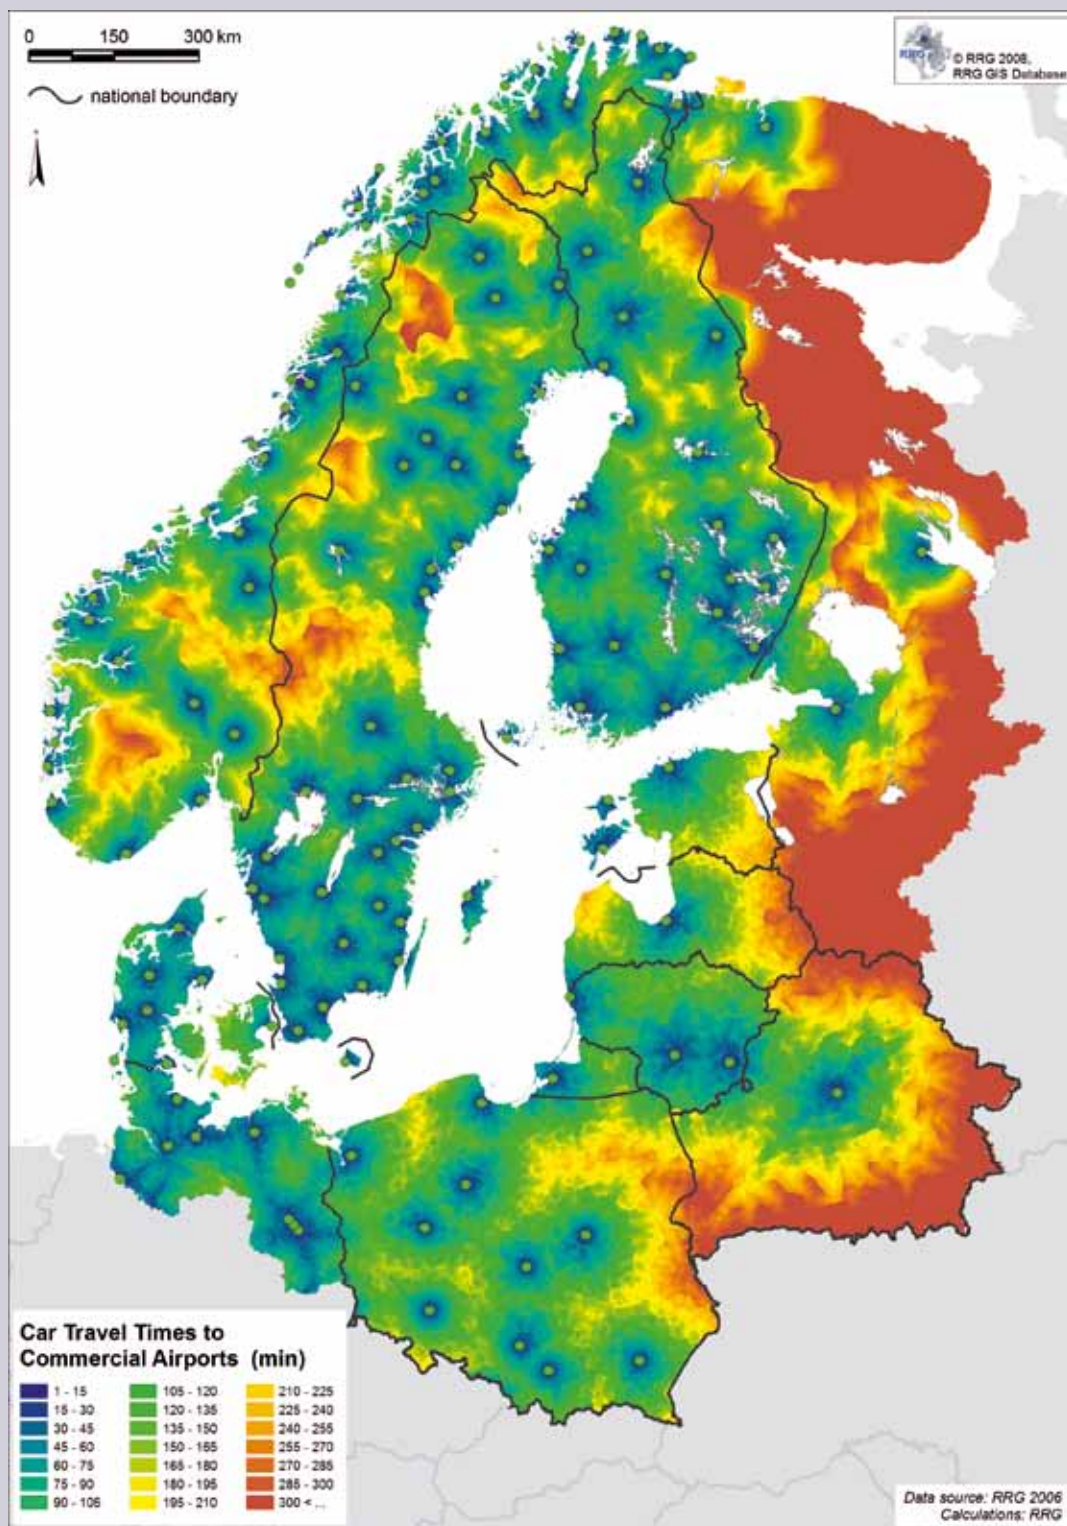 0 150 300 km
national boundary
RRG
© RRG 2008,
RRG GIS Database
Car Travel Times to
Commercial Airports (min)
1 - 15
15 - 30
30 - 45
45 - 60
60 - 75
75 - 90
90 - 105
105 - 120
120 - 135
135 - 150
150 - 165
165 - 180
180 - 195
195 - 210
210 - 225
225 - 240
240 - 255
255 - 270
270 - 285
285 - 300
300 < ...
Data source: RRG 2006
Calculations: RRG